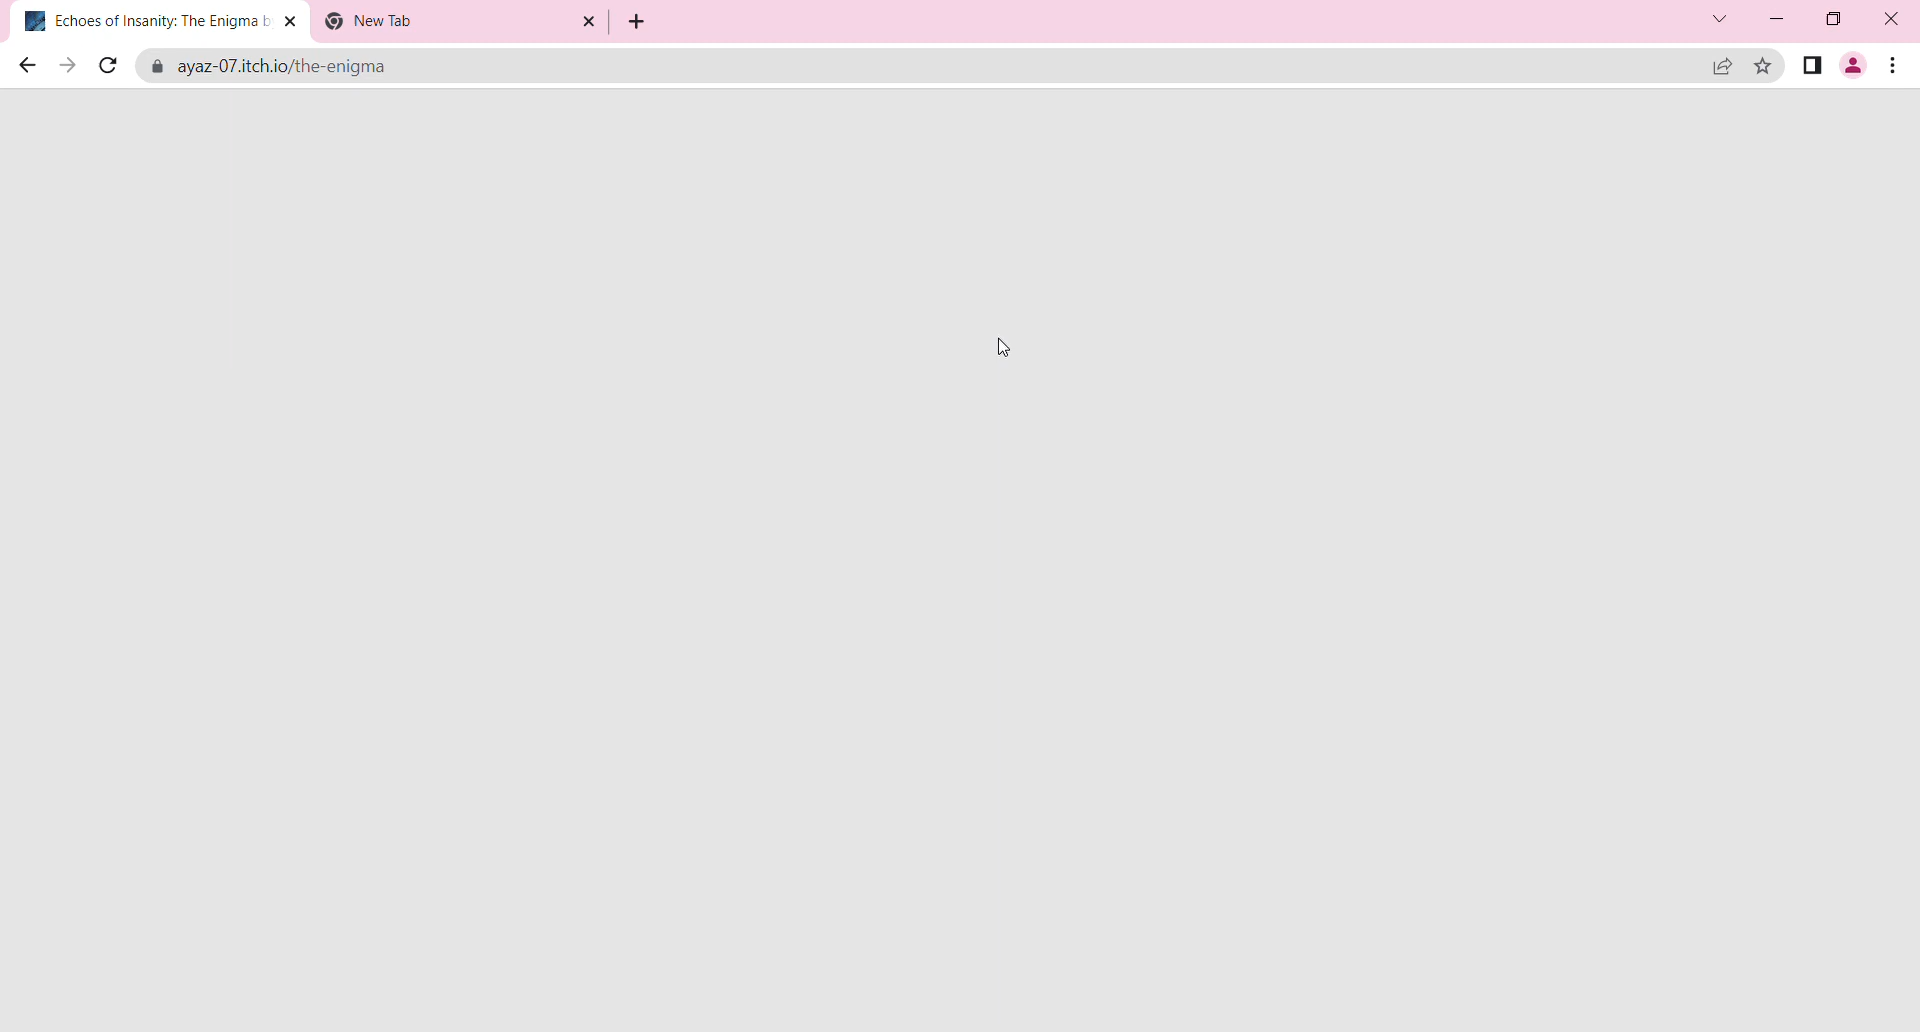 Echoes of Insanity: The Enigma
New Tab
ayaz-07.itch.io/the-enigma